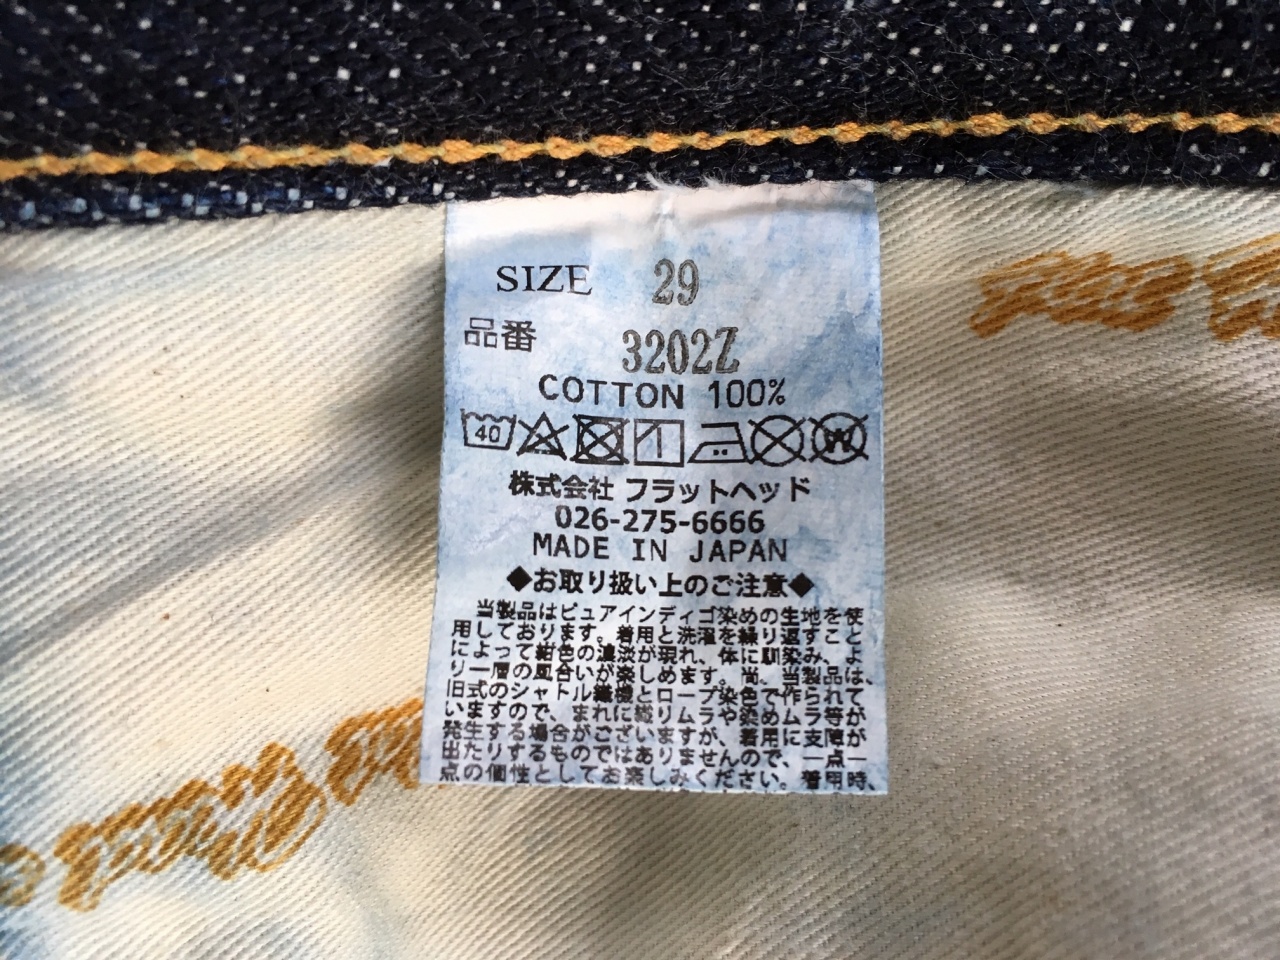 SIZE 29
品番 3202Z
COTTON 100%
40
W
株式会社 フラットヘッド
026-275-6666
MADE IN JAPAN
◆お取り扱い上のご注意◆
当製品はピュアインディゴ染めの生地を使
用しております。着用と洗濯を繰り返すこと
によって紺色の濃淡が現れ、体に馴染み、よ
り一層の風合いが楽しめます。尚、当製品は、
旧式のシャトル織機とロープ染色で作られて
いますので、まれに織りムラや染めムラ等が
発生する場合がございますが、着用に支障が
出たりするものではありませんので、一点一
点の個性としてお楽しみください。着用時、